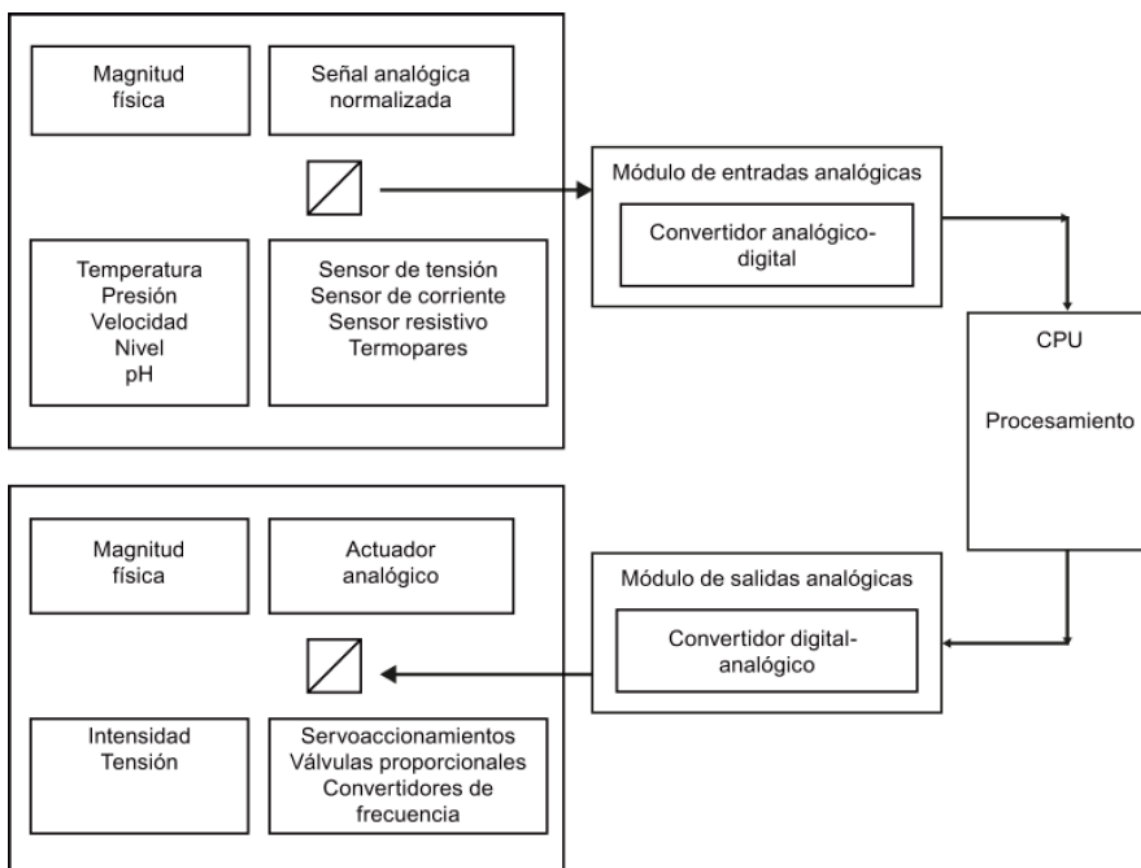 Magnitud
física
Señal analógica
normalizada
Temperatura
Presión
Velocidad
Nivel
pH
Sensor de tensión
Sensor de corriente
Sensor resistivo
Termopares
Módulo de entradas analógicas
Convertidor analógico-
digital
CPU
Procesamiento
Magnitud
física
Actuador
analógico
Intensidad
Tensión
Servoaccionamientos
Válvulas proporcionales
Convertidores de
frecuencia
Módulo de salidas analógicas
Convertidor digital-
analógico